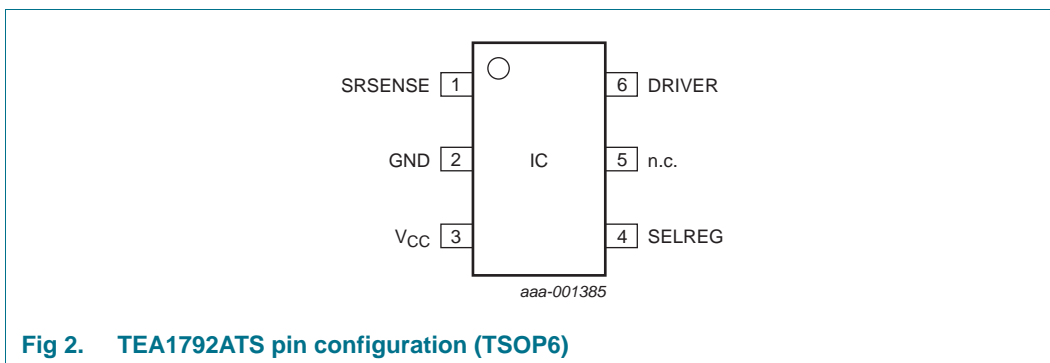 SRSENSE 1 6 DRIVER
GND 2 IC 5 n.c.
VCC 3 4 SELREG
aaa-001385
Fig 2. TEA1792ATS pin configuration (TSOP6)